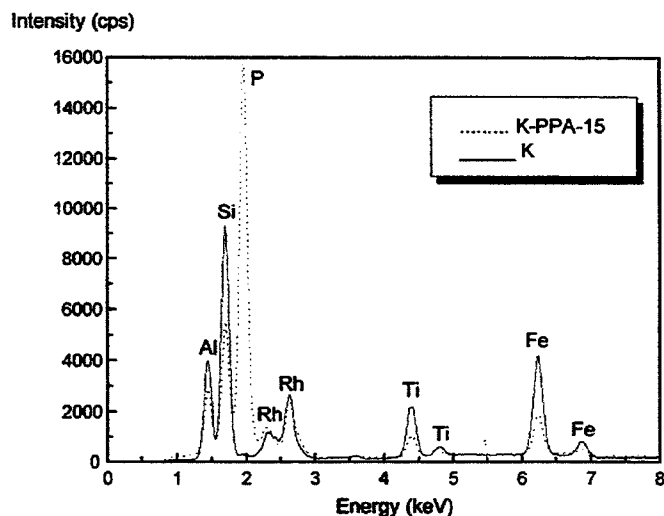 Intensity (cps)
16000
14000
12000
10000
8000
6000
4000
2000
0
P
Si
Al
Rh
Rh
Ti
Ti
Fe
Fe
K-PPA-15
K
0 1 2 3 4 5 6 7 8
Energy (keV)